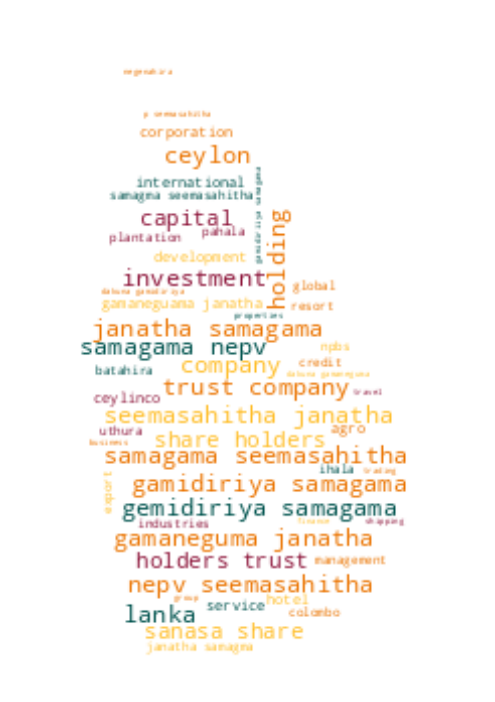 negenahira
p seemasahitha
corporation
ceylon
international
samagma seemasahitha
gamidiriya samagama
capital
pahala
plantation
holding
development
investment
global
dakuna gamidiriya
gamaneguama janatha
resort
properties
janatha samagama
samagama nepv
npbs
company
credit
batahira
dakuna gamaneguma
trust company
travel
ceylinco
seemasahitha janatha
uthura
agro
business
share holders
samagama seemasahitha
ihala
trading
export
gamidiriya samagama
gemidiriya samagama
industries
finance
shipping
gamaneguma janatha
holders trust
management
nepv seemasahitha
group
service
hotel
lanka
colombo
sanasa share
janatha samagma